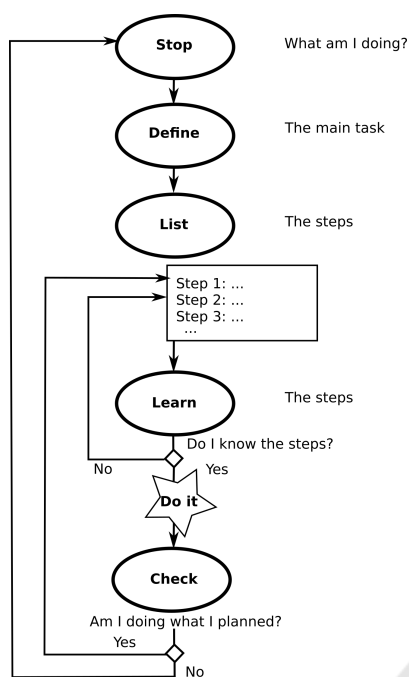 Stop
What am I doing?
Define
The main task
List
The steps
Step 1: ...
Step 2: ...
Step 3: ...
...
Learn
The steps
Do I know the steps?
No
Yes
Do it
Check
Am I doing what I planned?
Yes
No